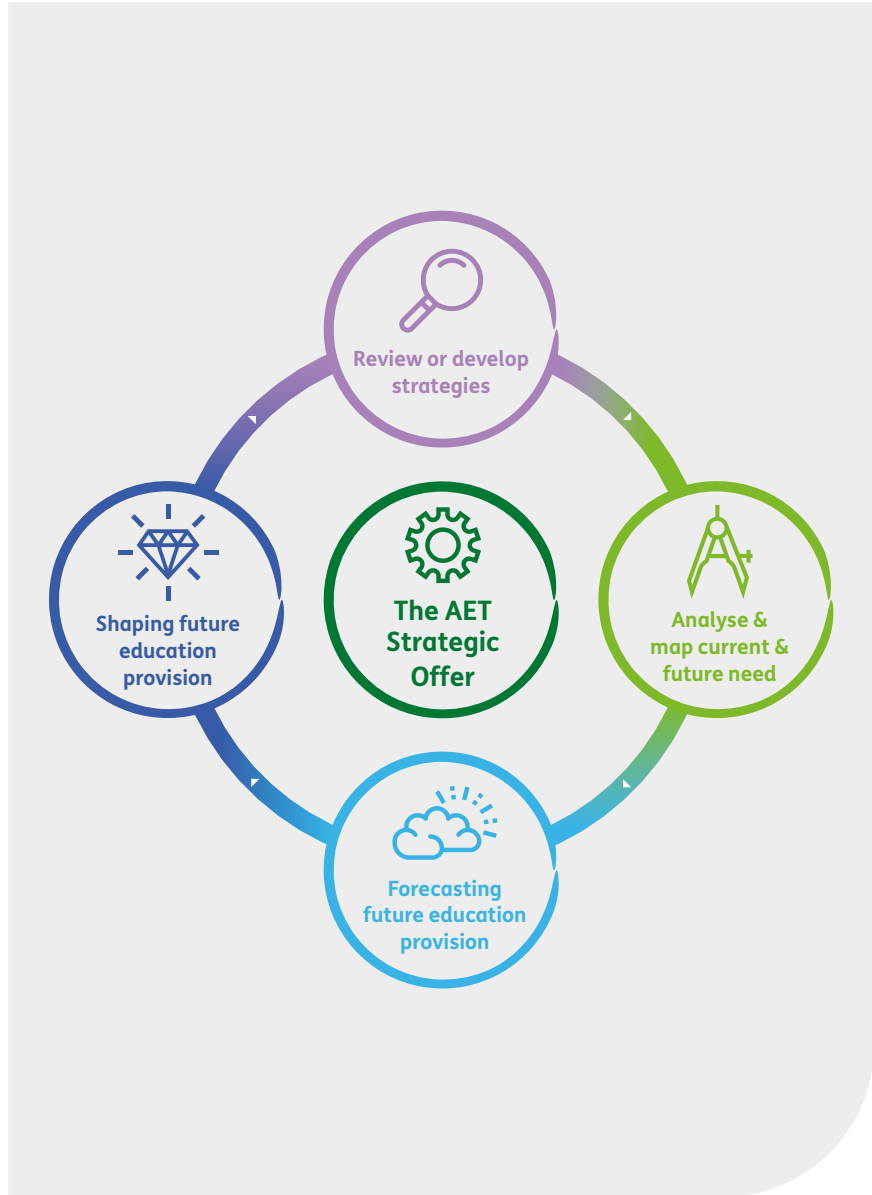 Review or develop
strategies
Shaping future
education
provision
The AET
Strategic
Offer
Analyse &
map current &
future need
Forecasting
future education
provision